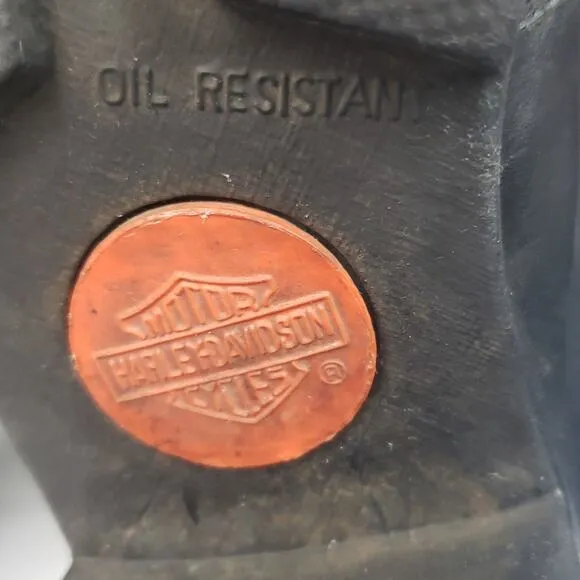 OIL RESISTANT
MOTOR
HARLEY-DAVIDSON
CYCLES
®